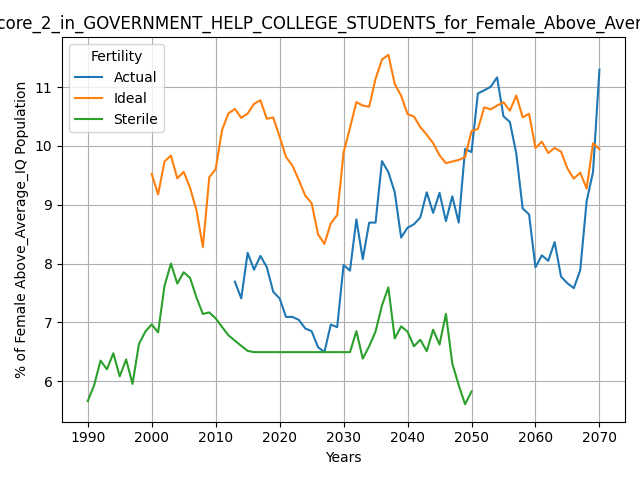 core_2_in_GOVERNMENT_HELP_COLLEGE_STUDENTS_for_Female_Above_Aver
Fertility
Actual
Ideal
Sterile
% of Female Above_Average_IQ Population
11
10
9
8
7
6
1990 2000 2010 2020 2030 2040 2050 2060 2070
Years